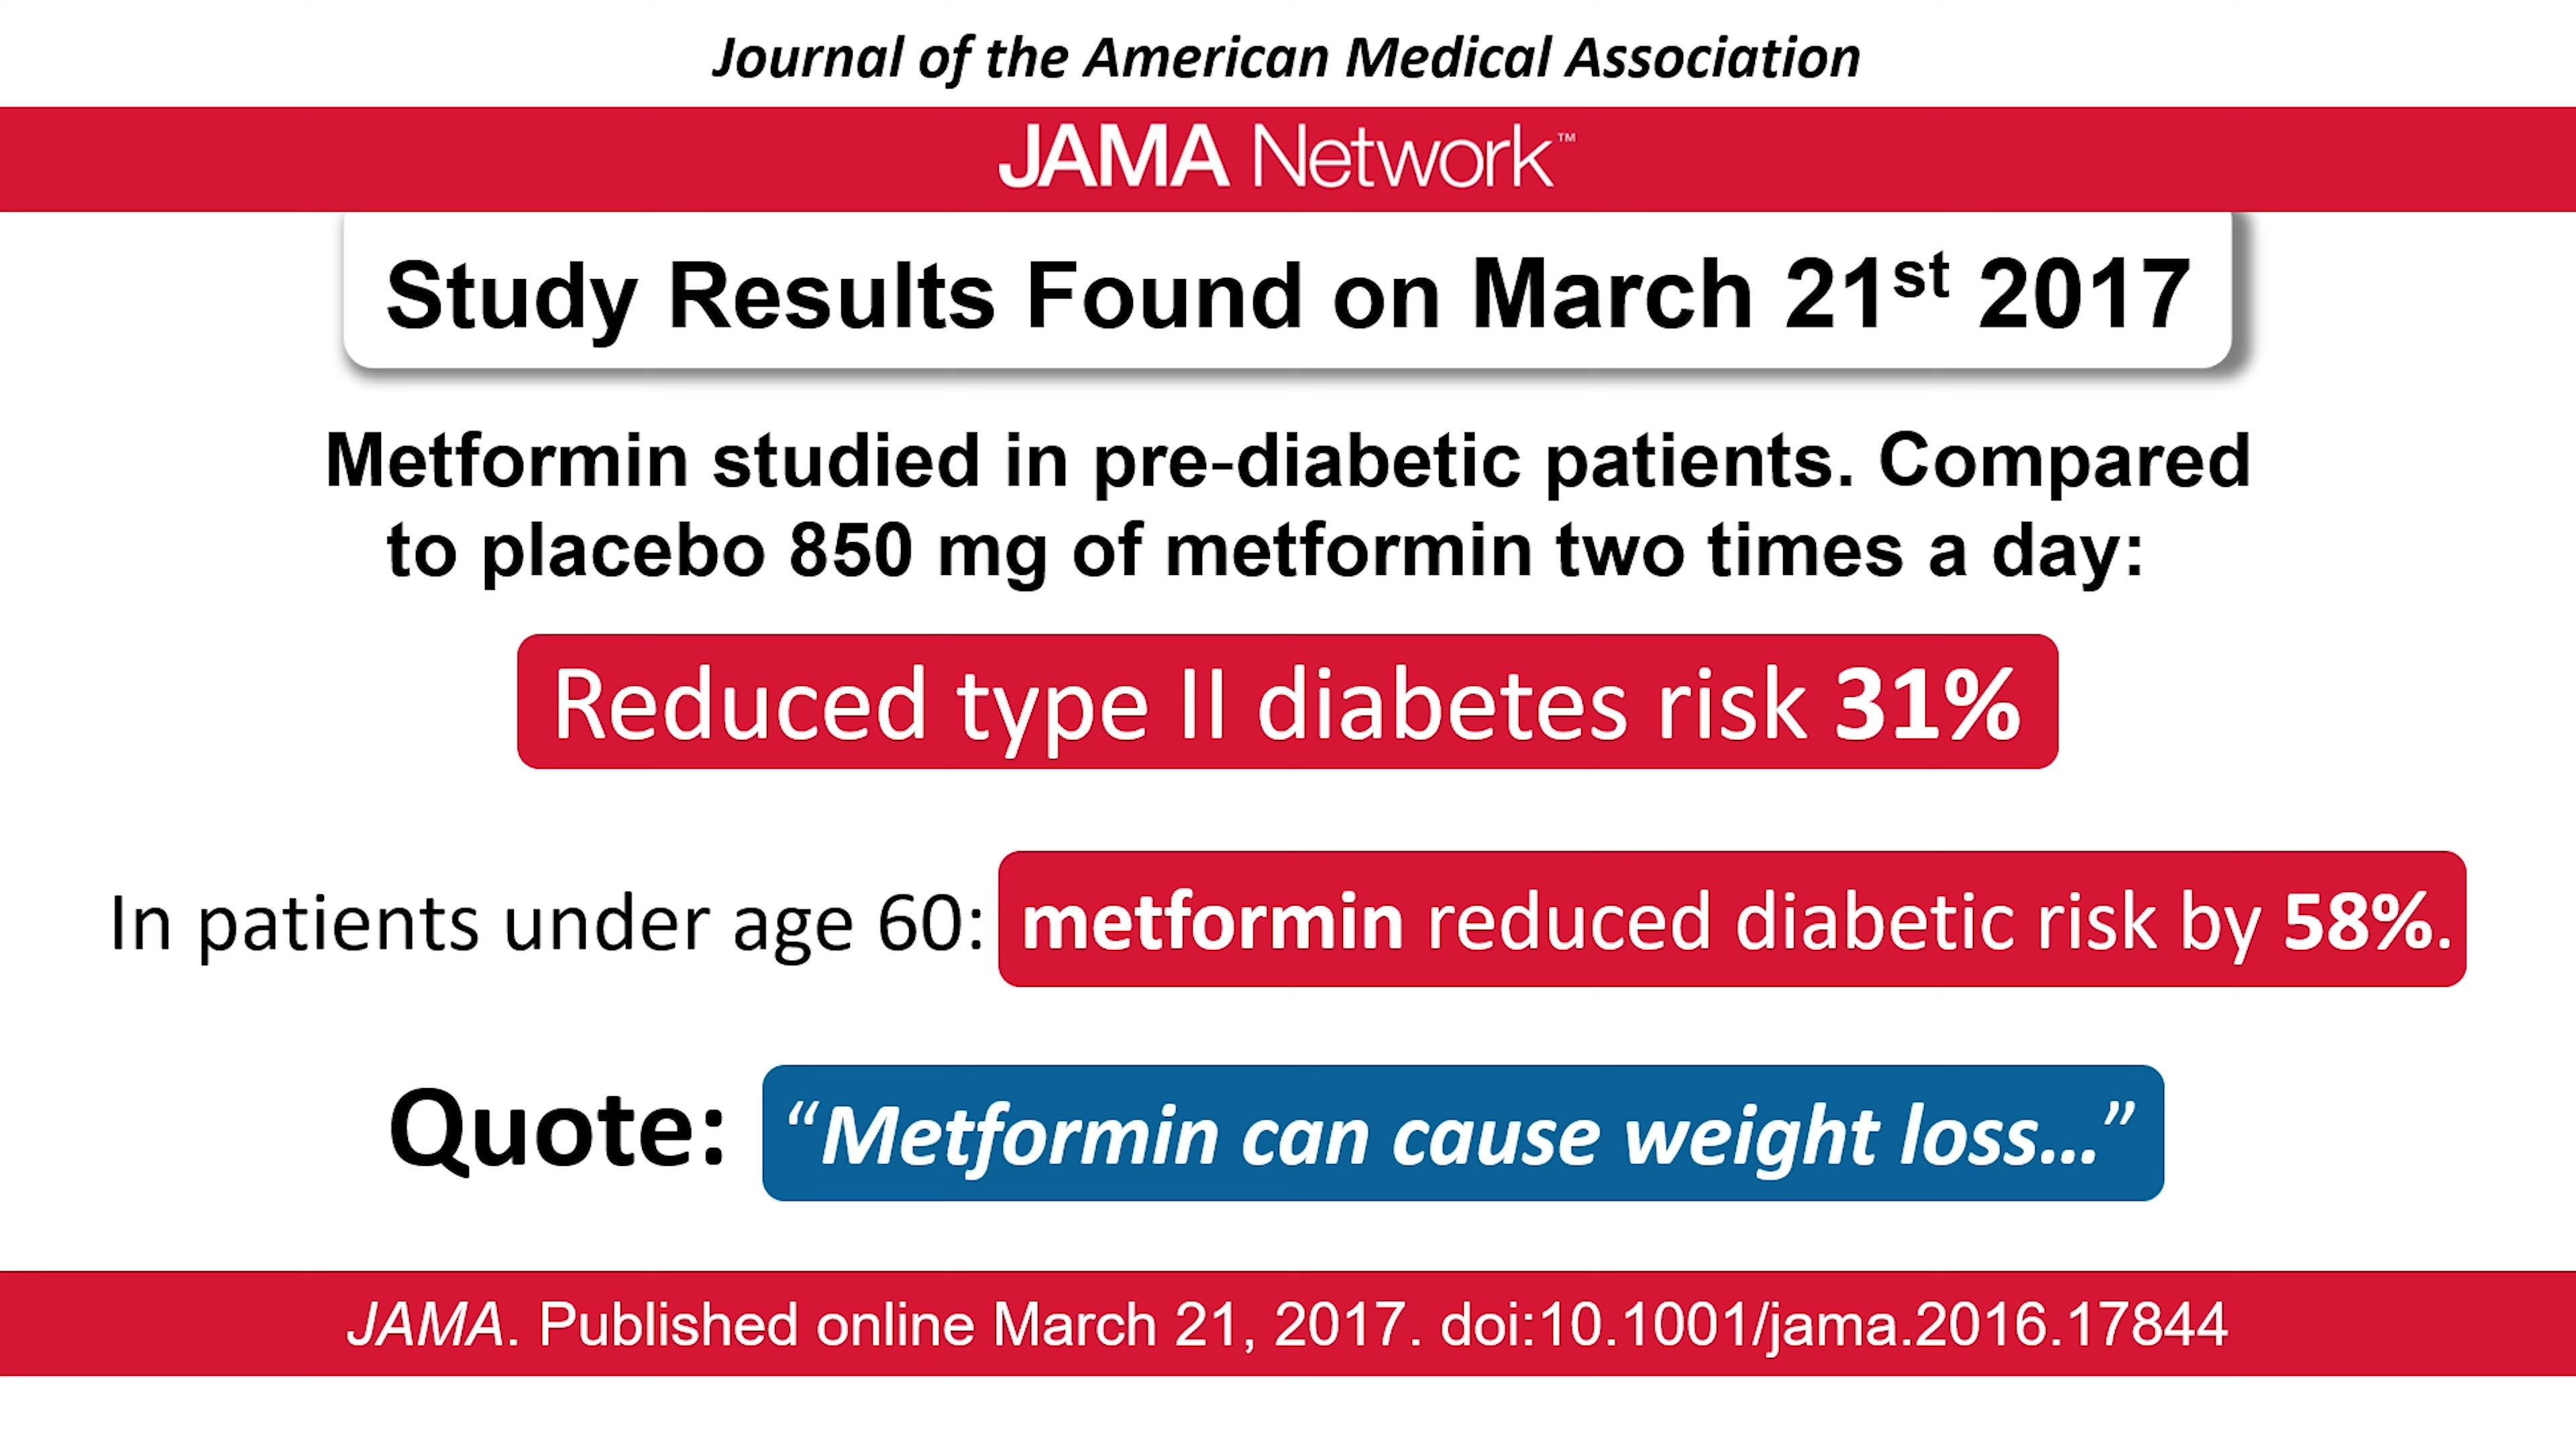 Journal of the American Medical Association
JAMA Network™
Study Results Found on March 21st 2017
Metformin studied in pre-diabetic patients. Compared
to placebo 850 mg of metformin two times a day:
Reduced type II diabetes risk 31%
In patients under age 60: metformin reduced diabetic risk by 58%.
Quote: “Metformin can cause weight loss...”
JAMA. Published online March 21, 2017. doi:10.1001/jama.2016.17844